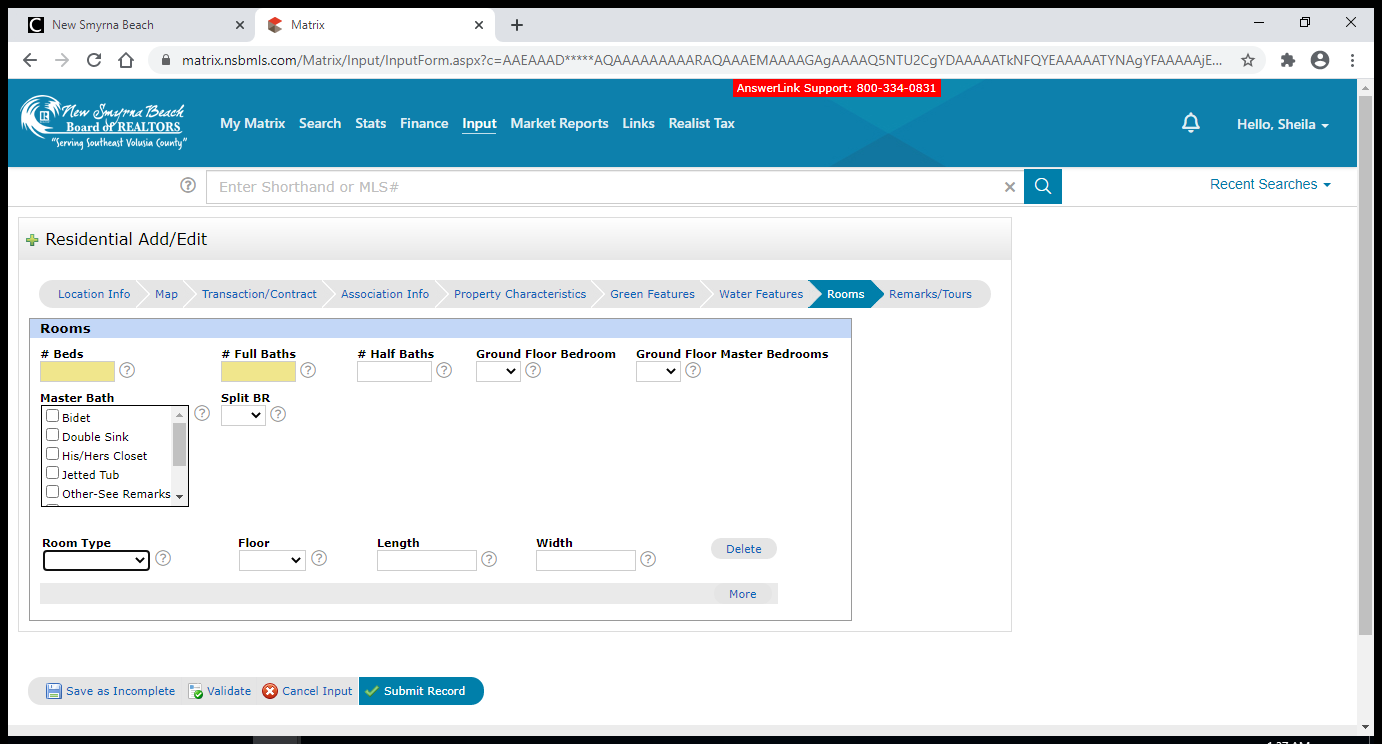 New Smyrna Beach
Matrix
matrix.nsbmls.com/Matrix/Input/InputForm.aspx?c=AAEAAAD*****AQAAAAAAAAARAQAAAEMAAAAGAgAAAAQ5NTU2CgYDAAAAATkNFQYEAAAAATYNAgYFAAAAAjE...
AnswerLink Support: 800-334-0831
New Smyrna Beach
Board of REALTORS
"Serving Southeast Volusia County"
My Matrix Search Stats Finance Input Market Reports Links Realist Tax
Hello, Sheila
Enter Shorthand or MLS#
Recent Searches
Residential Add/Edit
Location Info Map Transaction/Contract Association Info Property Characteristics Green Features Water Features Rooms Remarks/Tours
Rooms
# Beds # Full Baths # Half Baths Ground Floor Bedroom Ground Floor Master Bedrooms
Master Bath Split BR
Bidet
Double Sink
His/Hers Closet
Jetted Tub
Other-See Remarks
Room Type Floor Length Width
Delete
More
Save as Incomplete Validate Cancel Input Submit Record